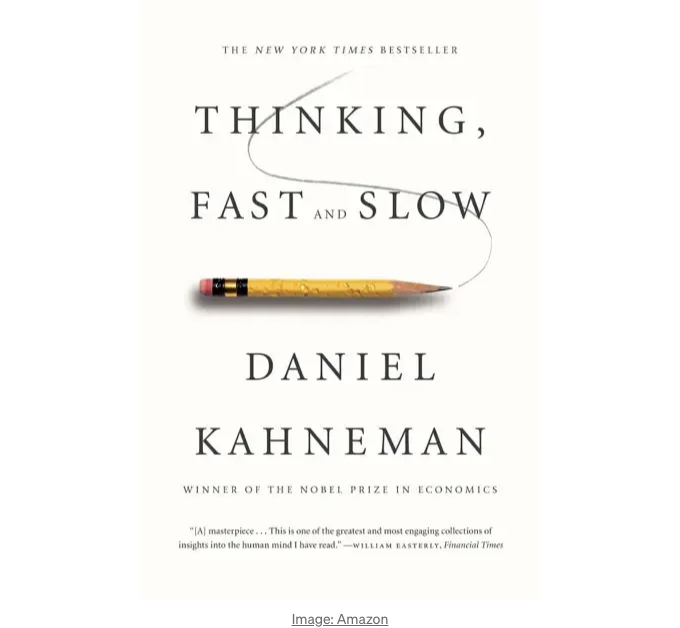 THE NEW YORK TIMES BESTSELLER
THINKING,
FAST AND SLOW
DANIEL
KAHNEMAN
WINNER OF THE NOBEL PRIZE IN ECONOMICS
"[A] masterpiece . . . This is one of the greatest and most engaging collections of
insights into the human mind I have read." —WILLIAM EASTERLY, Financial Times
Image: Amazon